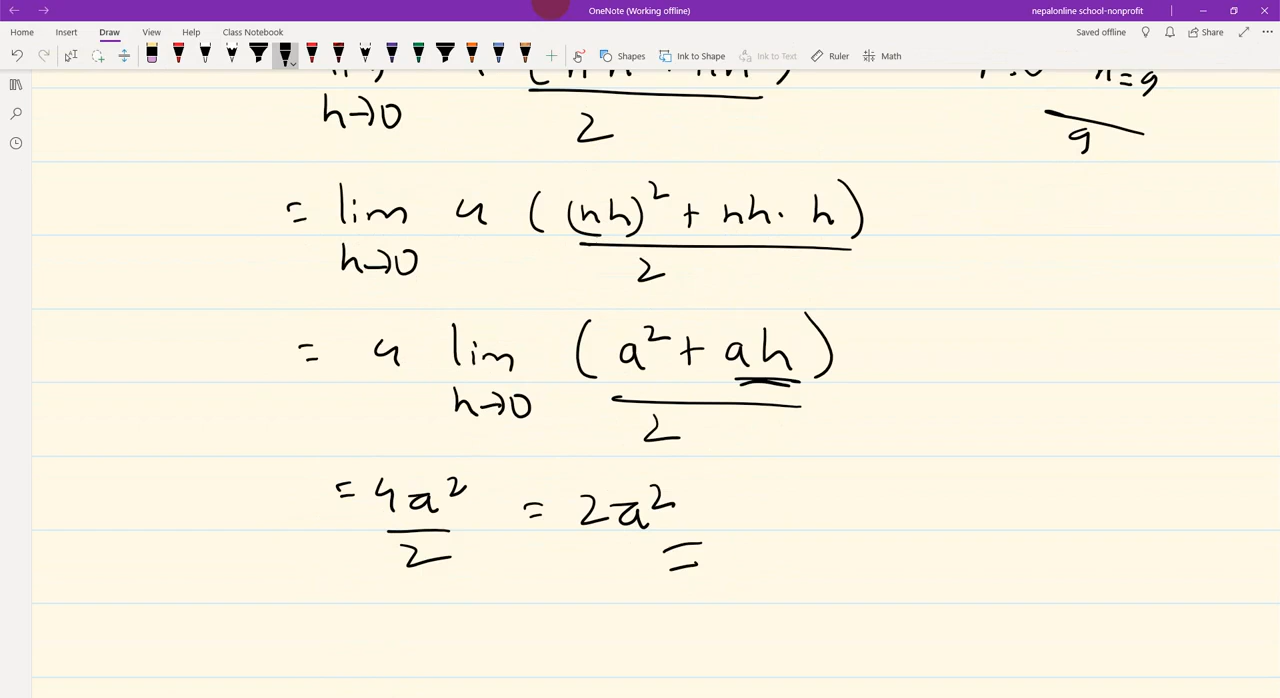 OneNote (Working offline)
nepalonline school-nonprofit
Home Insert Draw View Help Class Notebook
Saved offline Share
Shapes Ink to Shape Ink to Text Ruler Math
h→0 2
n=9
9
= lim 4 ( (nh)² + nh· h )
h→0 2
= 4 lim ( a² + ah )
h→0 2
= 4a² = 2a²
2